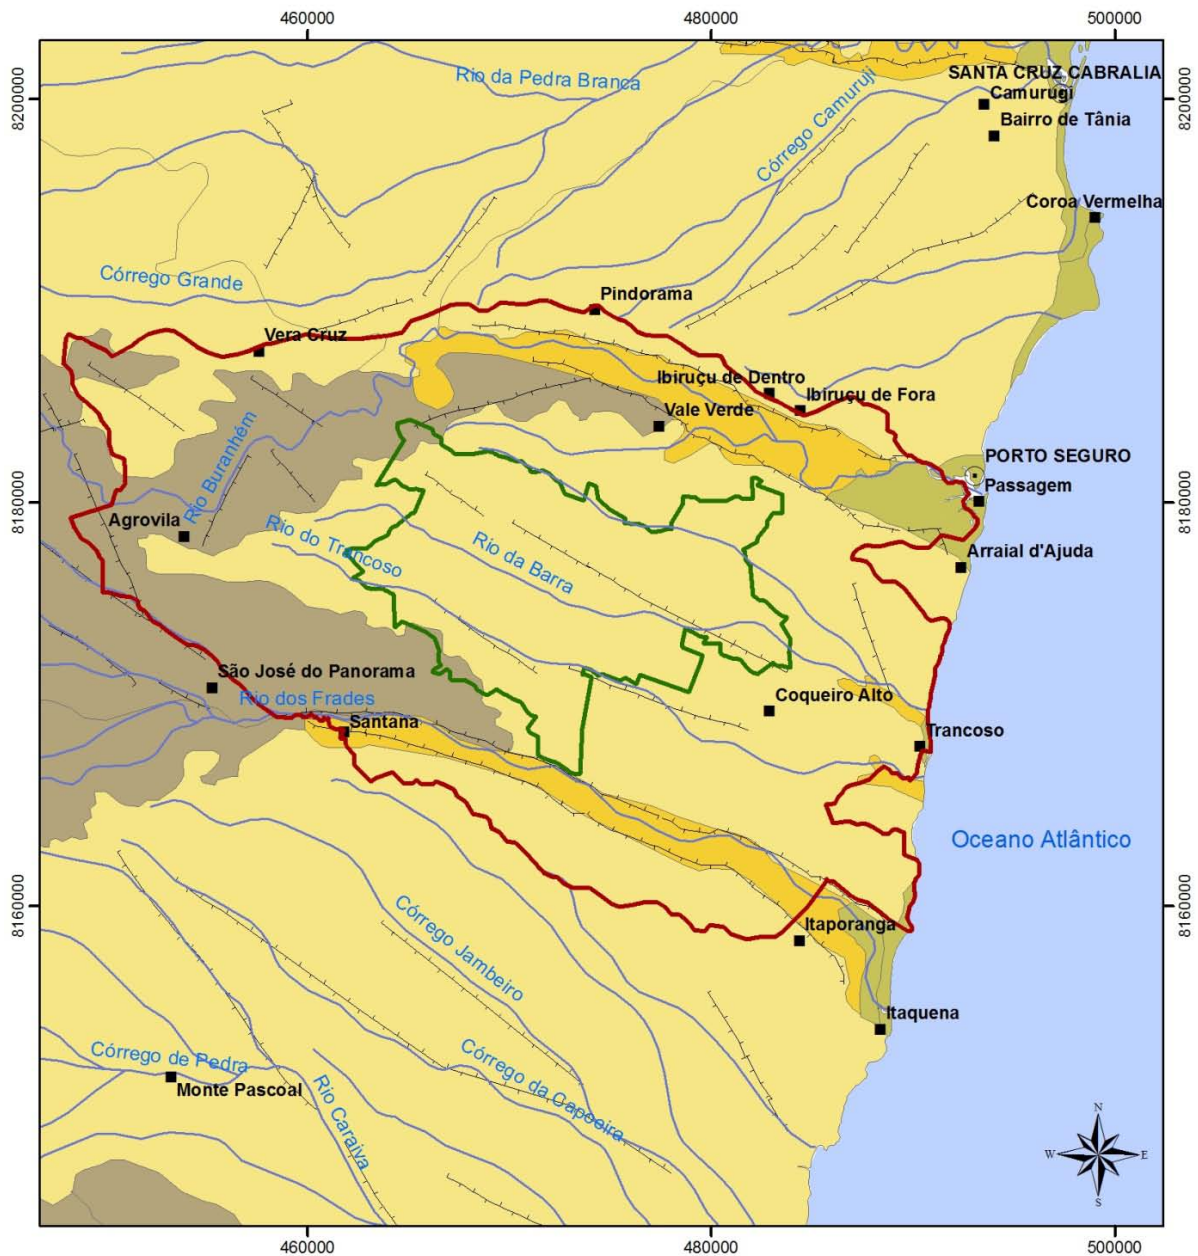 460000
480000
500000
8200000
8200000
Rio da Pedra Branca
SANTA CRUZ CABRALIA
Camurugi
Bairro de Tânia
Córrego Camuruji
Coroa Vermelha
Córrego Grande
Pindorama
Vera Cruz
Ibiruçu de Dentro
Ibiruçu de Fora
Vale Verde
Rio Buranhém
PORTO SEGURO
Passagem
8180000
8180000
Agrovila
Rio do Trancoso
Rio da Barra
Arraial d'Ajuda
São José do Panorama
Rio dos Frades
Coqueiro Alto
Santana
Trancoso
Oceano Atlântico
8160000
8160000
Itaporanga
Córrego Jambeiro
Itaquena
Córrego de Pedra
Monte Pascoal
Córrego da Capoeira
Rio Caraiva
N
W
E
S
460000
480000
500000